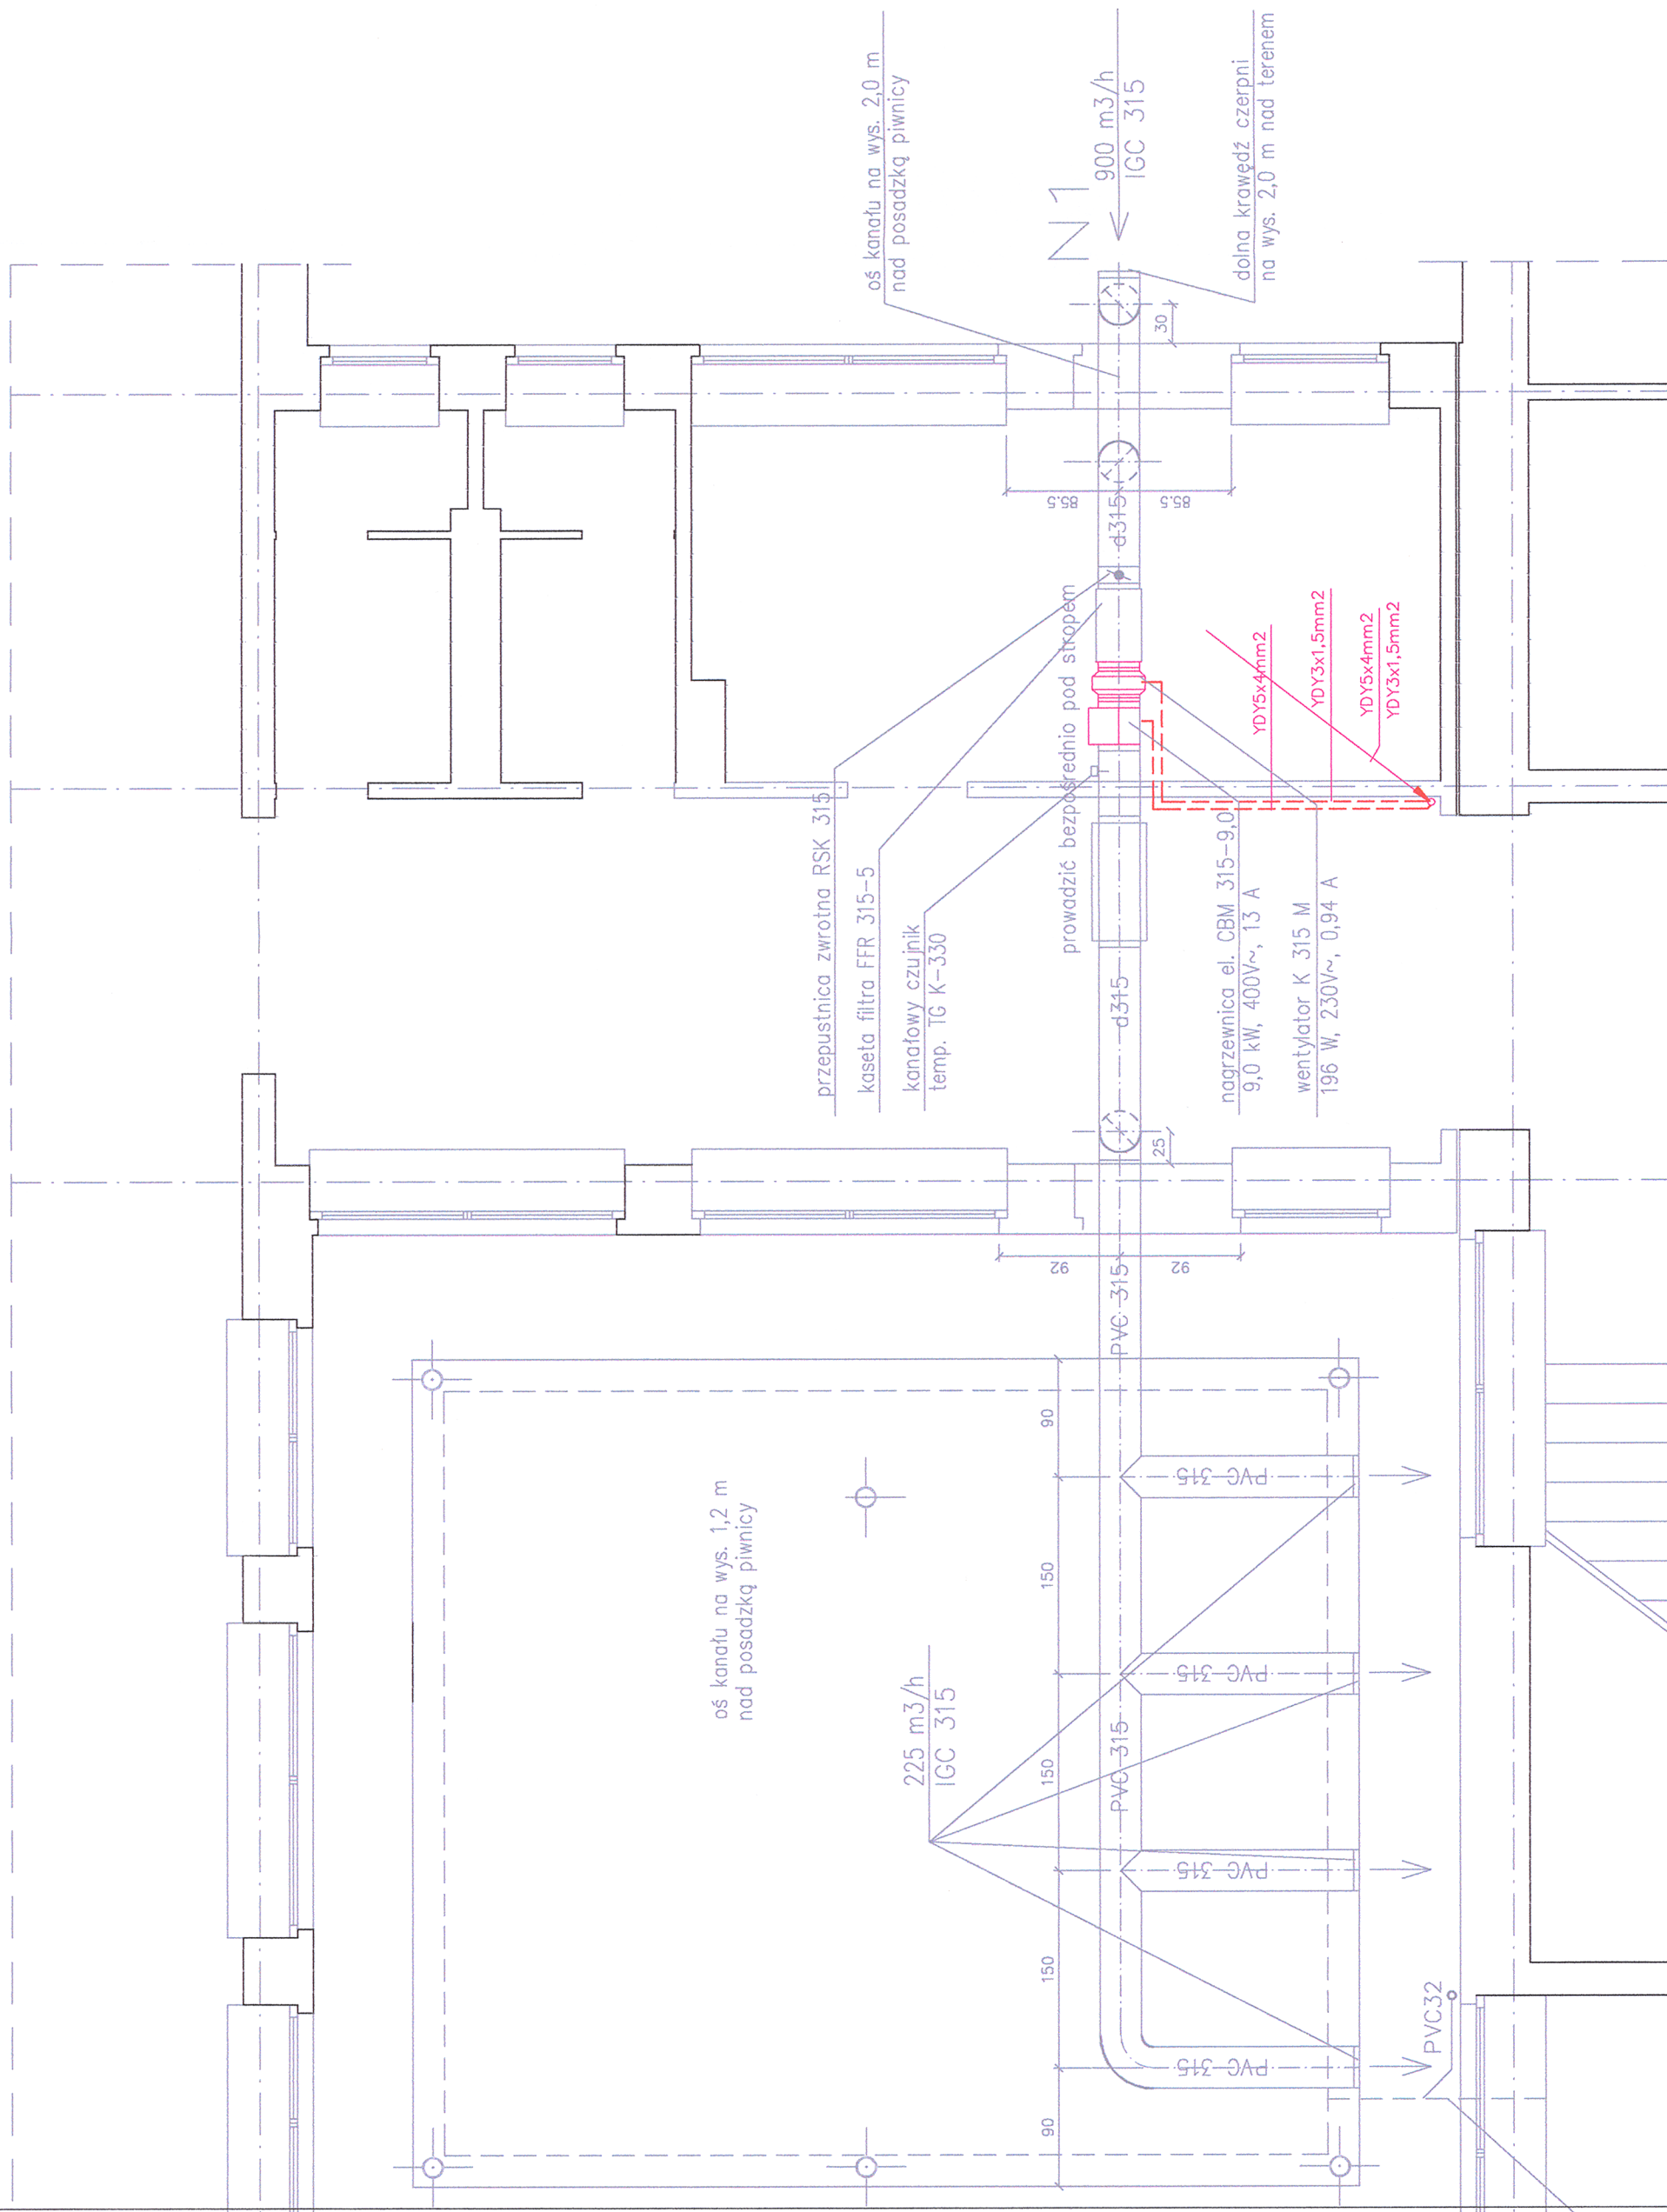 oś kanału na wys. 2,0 m
nad posadzką piwnicy
N1
900 m3/h
IGC 315
dolna krawędź czerpni
na wys. 2,0 m nad terenem
30
85.5
85.5
d315
przepustnica zwrotna RSK 315
kaseta filtra FFR 315-5
kanałowy czujnik
temp. TG K-330
prowadzić bezpośrednio pod stropem
YDY5x4mm2
YDY3x1,5mm2
YDY5x4mm2
YDY3x1,5mm2
nagrzewnica el. CBM 315-9,0
9,0 kW, 400V~, 13 A
wentylator K 315 M
196 W, 230V~, 0,94 A
d315
25
92
92
PVC 315
oś kanału na wys. 1,2 m
nad posadzką piwnicy
225 m3/h
IGC 315
90
150
150
150
90
PVC 315
PVC 315
PVC 315
PVC 315
PVC 315
PVC32